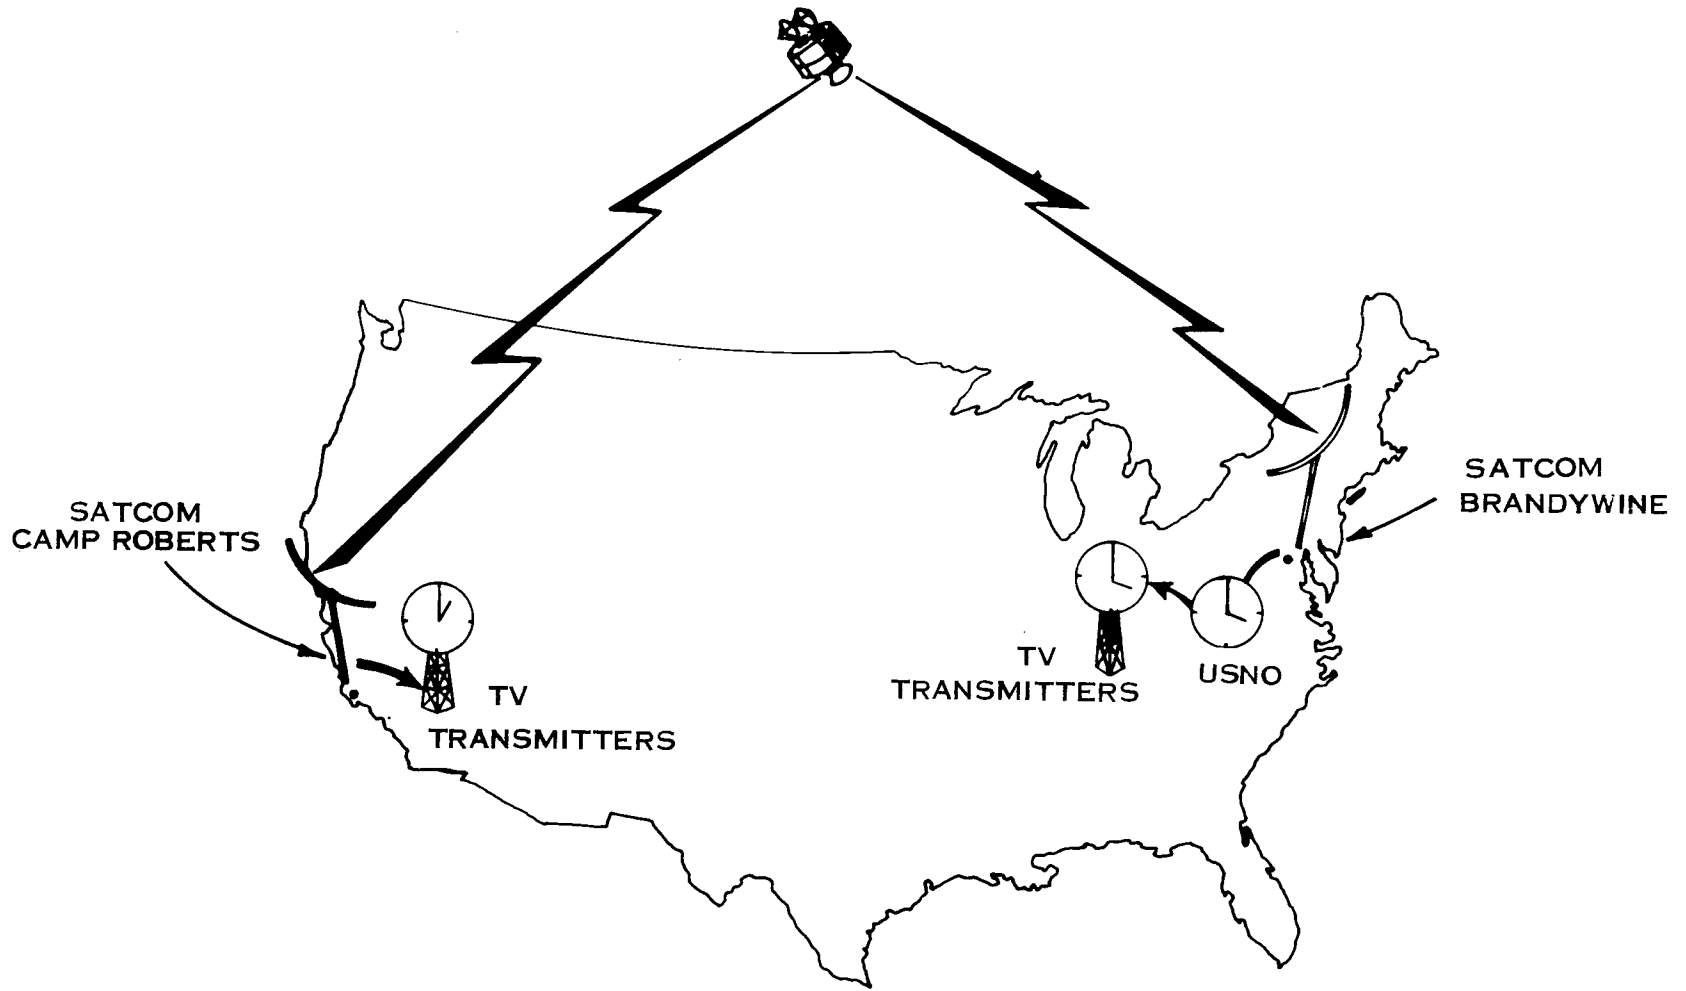 SATCOM
CAMP ROBERTS
TV
TRANSMITTERS
TV
TRANSMITTERS
USNO
SATCOM
BRANDYWINE